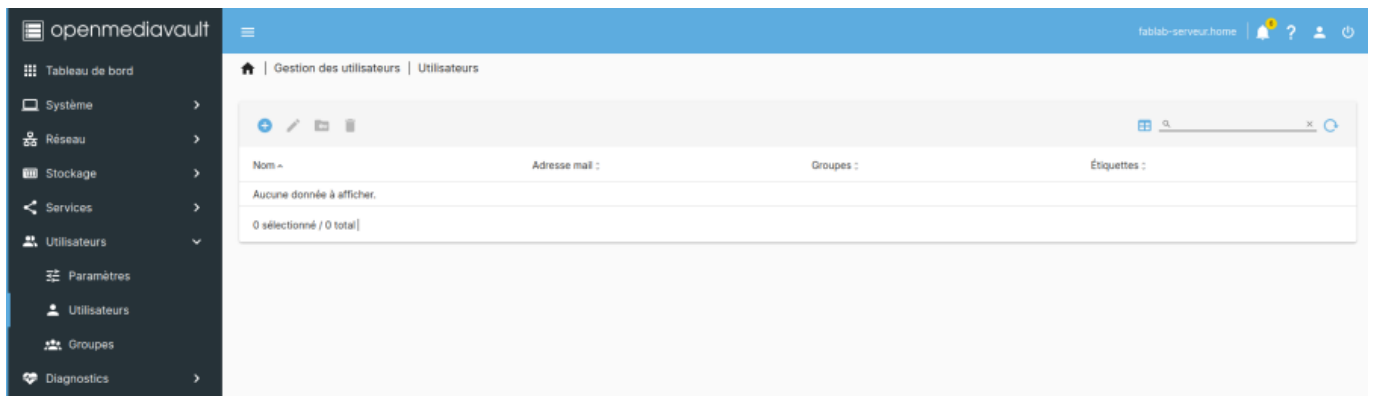 openmediavault
fablab-serveur.home
Tableau de bord
Système
Réseau
Stockage
Services
Utilisateurs
Paramètres
Utilisateurs
Groupes
Diagnostics
Gestion des utilisateurs | Utilisateurs
Nom Adresse mail Groupes Étiquettes
Aucune donnée à afficher.
0 sélectionné / 0 total